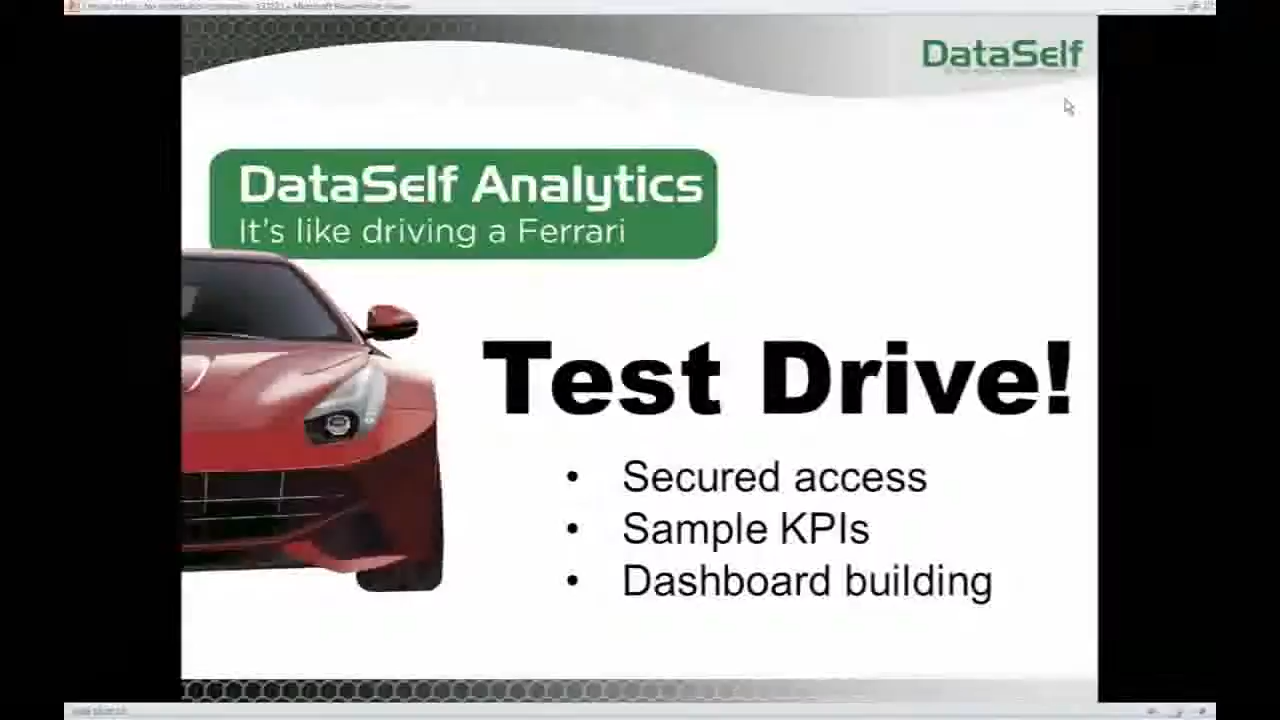 DataSelf
DataSelf Analytics
It's like driving a Ferrari
Test Drive!
• Secured access
• Sample KPIs
• Dashboard building